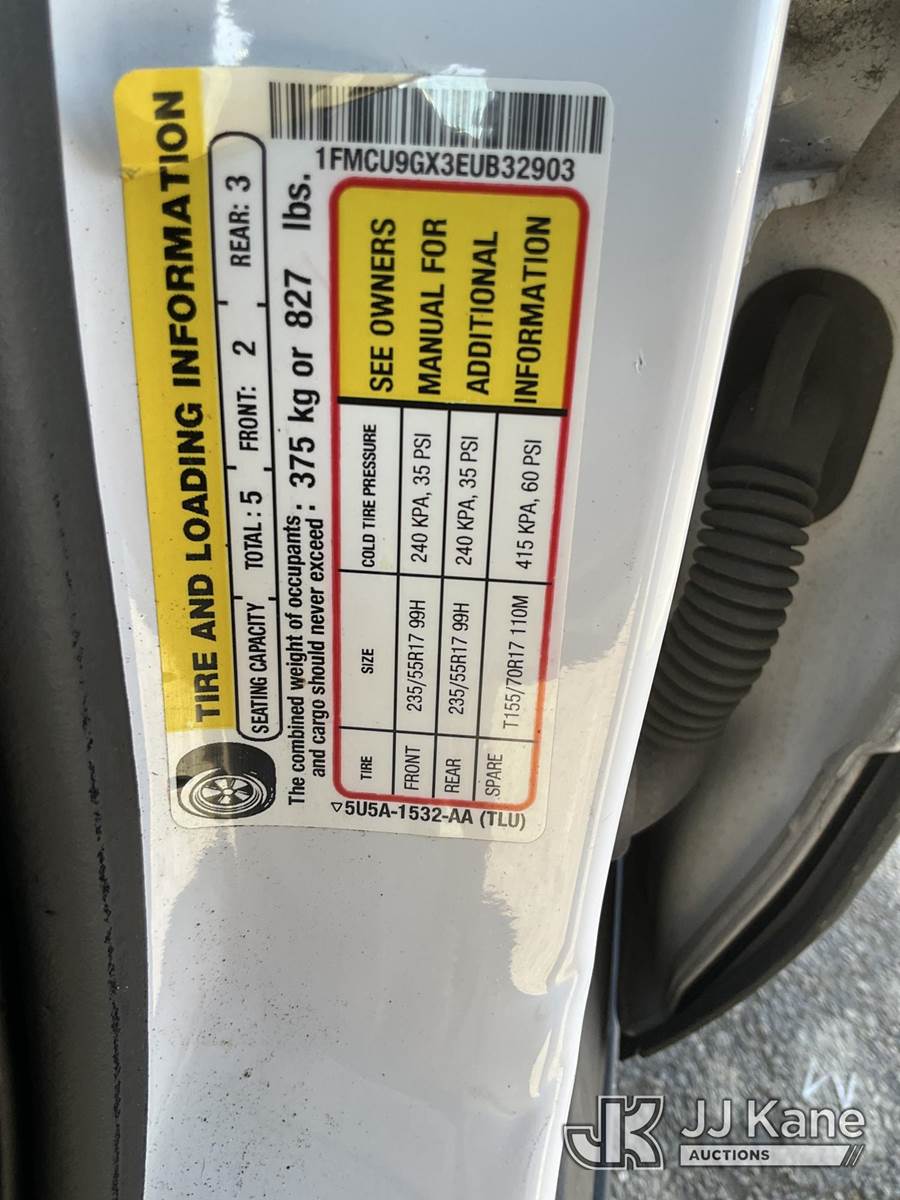 TIRE AND LOADING INFORMATION
SEATING CAPACITY TOTAL : 5 FRONT: 2 REAR: 3
The combined weight of occupants
and cargo should never exceed : 375 kg or 827 lbs.
TIRE SIZE COLD TIRE PRESSURE SEE OWNERS
FRONT 235/55R17 99H 240 KPA, 35 PSI MANUAL FOR
REAR 235/55R17 99H 240 KPA, 35 PSI ADDITIONAL
SPARE T155/70R17 110M 415 KPA, 60 PSI INFORMATION
5U5A-1532-AA (TLU)
1FMCU9GX3EUB32903
JK JJ Kane
AUCTIONS